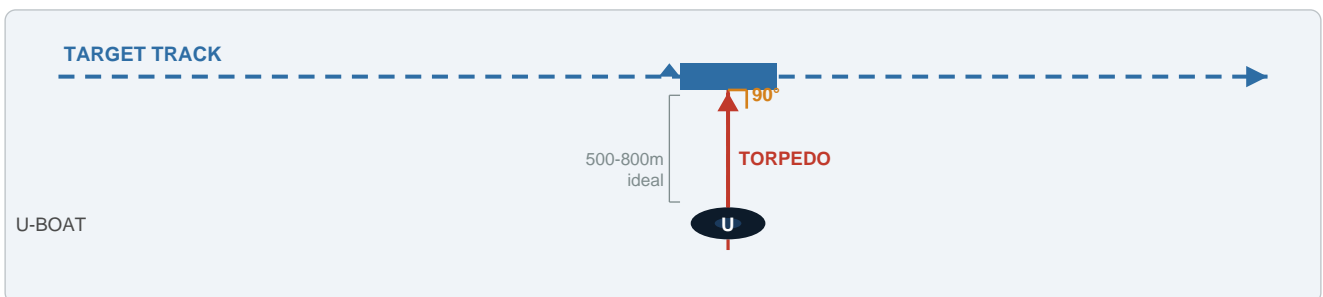 TARGET TRACK
90°
500-800m
ideal
TORPEDO
U-BOAT
U